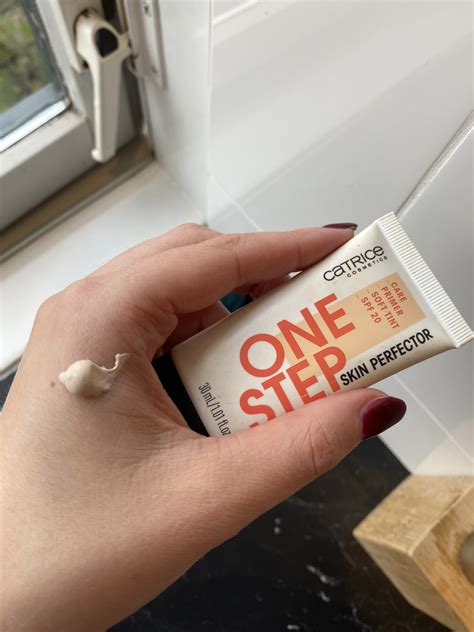 CATRICE
COSMETICS
CARE
PRIMER
SOFT TINT
SPF 20
ONE
STEP
SKIN PERFECTOR
30 ml/1.01 fl.oz